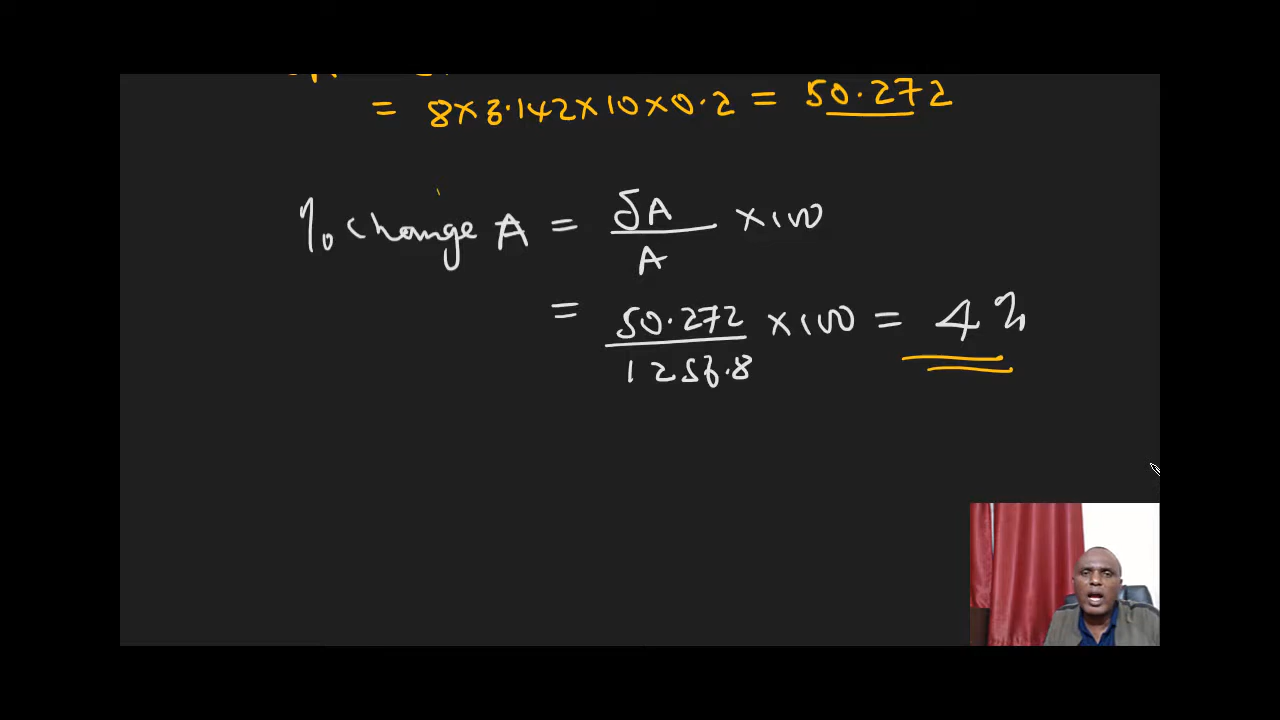 = 8×3.142×10×0.2 = 50.272
% change A = δA/A ×100
= 50.272/1256.8 ×100 = 4%